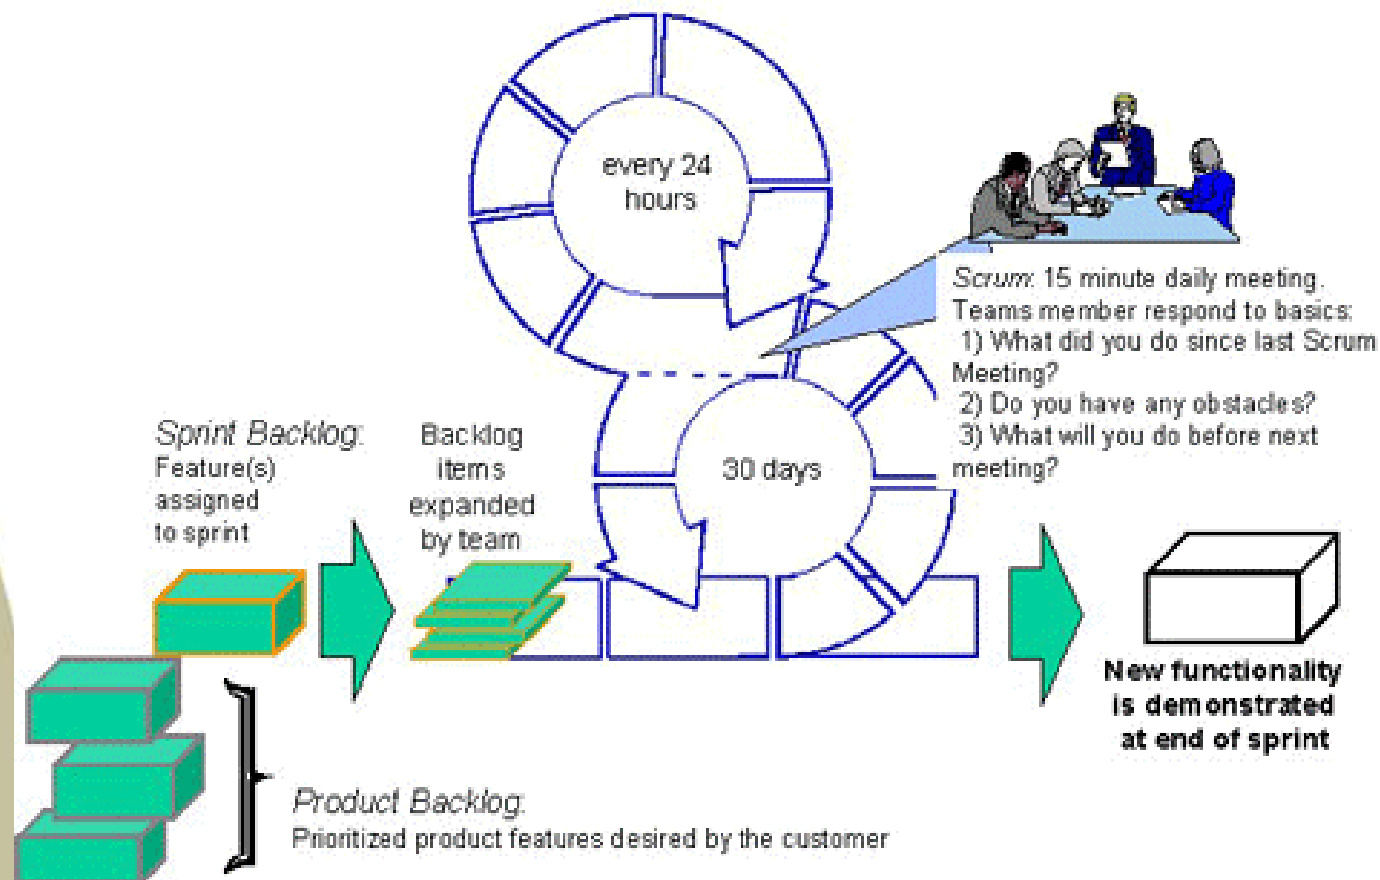 every 24
hours
Scrum: 15 minute daily meeting.
Teams member respond to basics:
1) What did you do since last Scrum
Meeting?
2) Do you have any obstacles?
3) What will you do before next
meeting?
30 days
Sprint Backlog:
Feature(s)
assigned
to sprint
Backlog
items
expanded
by team
New functionality
is demonstrated
at end of sprint
Product Backlog:
Prioritized product features desired by the customer